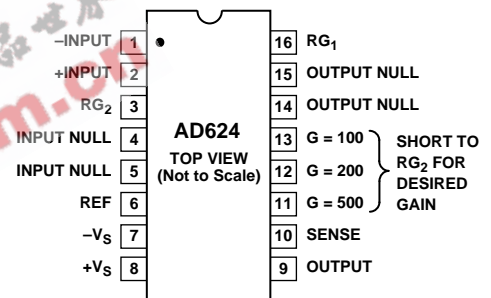 –INPUT 1
+INPUT 2
RG2 3
INPUT NULL 4
INPUT NULL 5
REF 6
–VS 7
+VS 8
AD624
TOP VIEW
(Not to Scale)
16 RG1
15 OUTPUT NULL
14 OUTPUT NULL
13 G = 100
12 G = 200
11 G = 500
10 SENSE
9 OUTPUT
SHORT TO
RG2 FOR
DESIRED
GAIN
m.cn